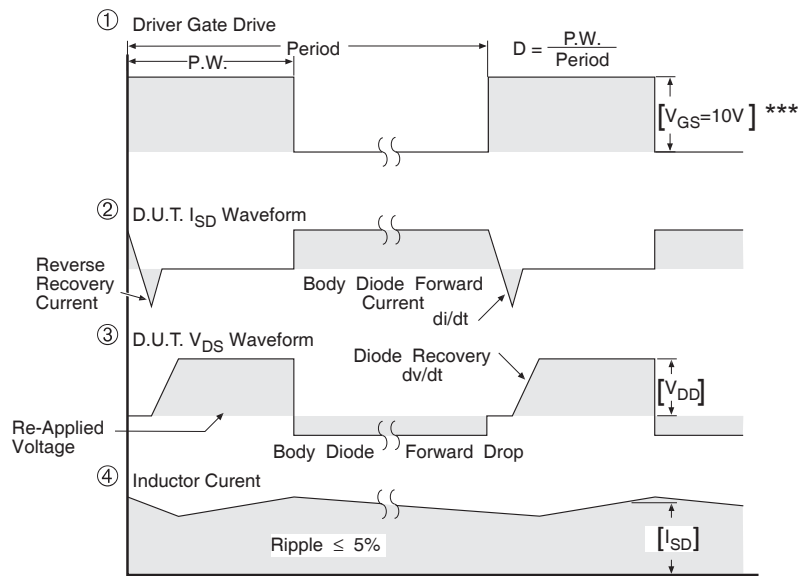 ① Driver Gate Drive
Period
P.W.
D = P.W. / Period
[VGS=10V] ***
② D.U.T. ISD Waveform
Reverse
Recovery
Current
Body Diode Forward
Current
di/dt
③ D.U.T. VDS Waveform
Diode Recovery
dv/dt
[VDD]
Re-Applied
Voltage
Body Diode Forward Drop
④ Inductor Curent
Ripple ≤ 5%
[ISD]